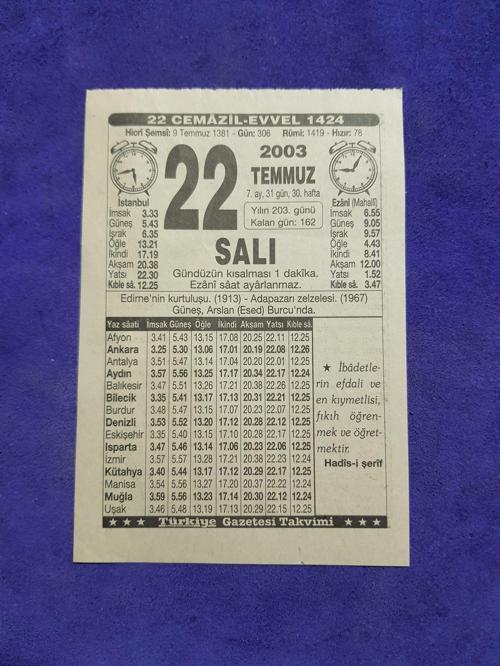 22 CEMÂZİL-EVVEL 1424
Hicrî Şemsî: 9 Temmuz 1381 - Gün: 306 Rûmî: 1419 - Hızır: 78
22
2003
TEMMUZ
7. ay, 31 gün, 30. hafta
Yılın 203. günü
Kalan gün: 162
SALI
Gündüzün kısalması 1 dakîka.
Ezânî sâat ayârlanmaz.
İstanbul
İmsak 3.33
Güneş 5.43
İşrak 6.35
Öğle 13.21
İkindi 17.19
Akşam 20.38
Yatsı 22.30
Kıble sâ. 12.25
Ezânî (Mahallî)
İmsak 6.55
Güneş 9.05
İşrak 9.57
Öğle 4.43
İkindi 8.41
Akşam 12.00
Yatsı 1.52
Kıble sâ. 3.47
Edirne'nin kurtuluşu. (1913) - Adapazarı zelzelesi. (1967)
Güneş, Arslan (Esed) Burcu'nda.
Yaz sâati İmsak Güneş Öğle İkindi Akşam Yatsı Kıble sâ.
Afyon 3.41 5.43 13.15 17.08 20.25 22.11 12.25
Ankara 3.25 5.30 13.06 17.01 20.19 22.08 12.26
Antalya 3.51 5.47 13.14 17.04 20.20 22.01 12.25
Aydın 3.57 5.56 13.25 17.17 20.34 22.17 12.24
Balıkesir 3.47 5.51 13.26 17.21 20.38 22.26 12.25
Bilecik 3.35 5.41 13.17 17.13 20.31 22.21 12.25
Burdur 3.48 5.47 13.15 17.07 20.23 22.07 12.25
Denizli 3.53 5.52 13.20 17.12 20.28 22.12 12.25
Eskişehir 3.35 5.40 13.15 17.10 20.28 22.17 12.25
Isparta 3.47 5.46 13.14 17.06 20.23 22.06 12.25
İzmir 3.57 5.57 13.28 17.21 20.38 22.23 12.24
Kütahya 3.40 5.44 13.17 17.12 20.29 22.17 12.25
Manisa 3.54 5.56 13.27 17.20 20.37 22.22 12.24
Muğla 3.59 5.56 13.23 17.14 20.30 22.12 12.24
Uşak 3.46 5.48 13.19 17.13 20.29 22.15 12.25
★ İbâdetle-
rin efdali ve
en kıymetlisi,
fıkıh öğren-
mek ve öğret-
mektir.
Hadîs-i şerîf
★ ★ ★ Türkiye Gazetesi Takvimi ★ ★ ★